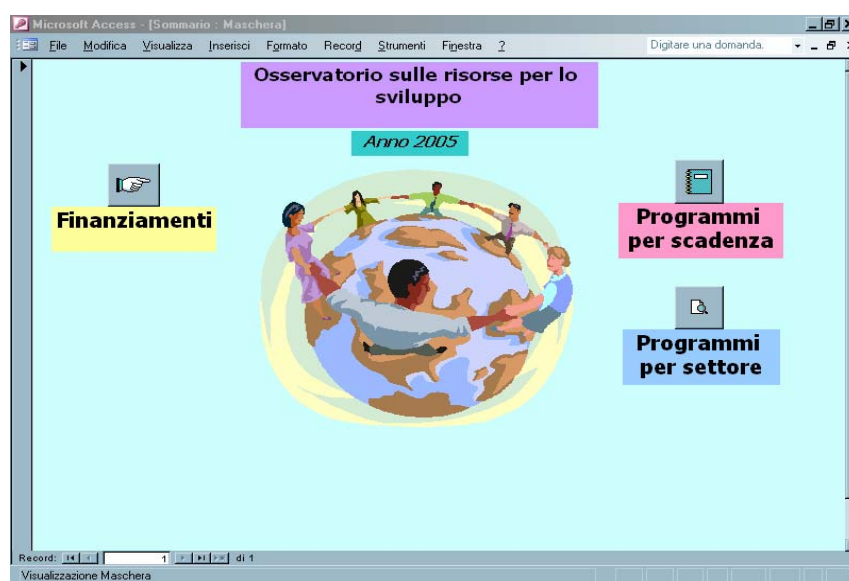 Microsoft Access - [Sommario : Maschera]
File Modifica Visualizza Inserisci Formato Record Strumenti Finestra ? Digitare una domanda.
Osservatorio sulle risorse per lo
sviluppo
Anno 2005
Finanziamenti
Programmi
per scadenza
Programmi
per settore
Record: 1 di 1
Visualizzazione Maschera